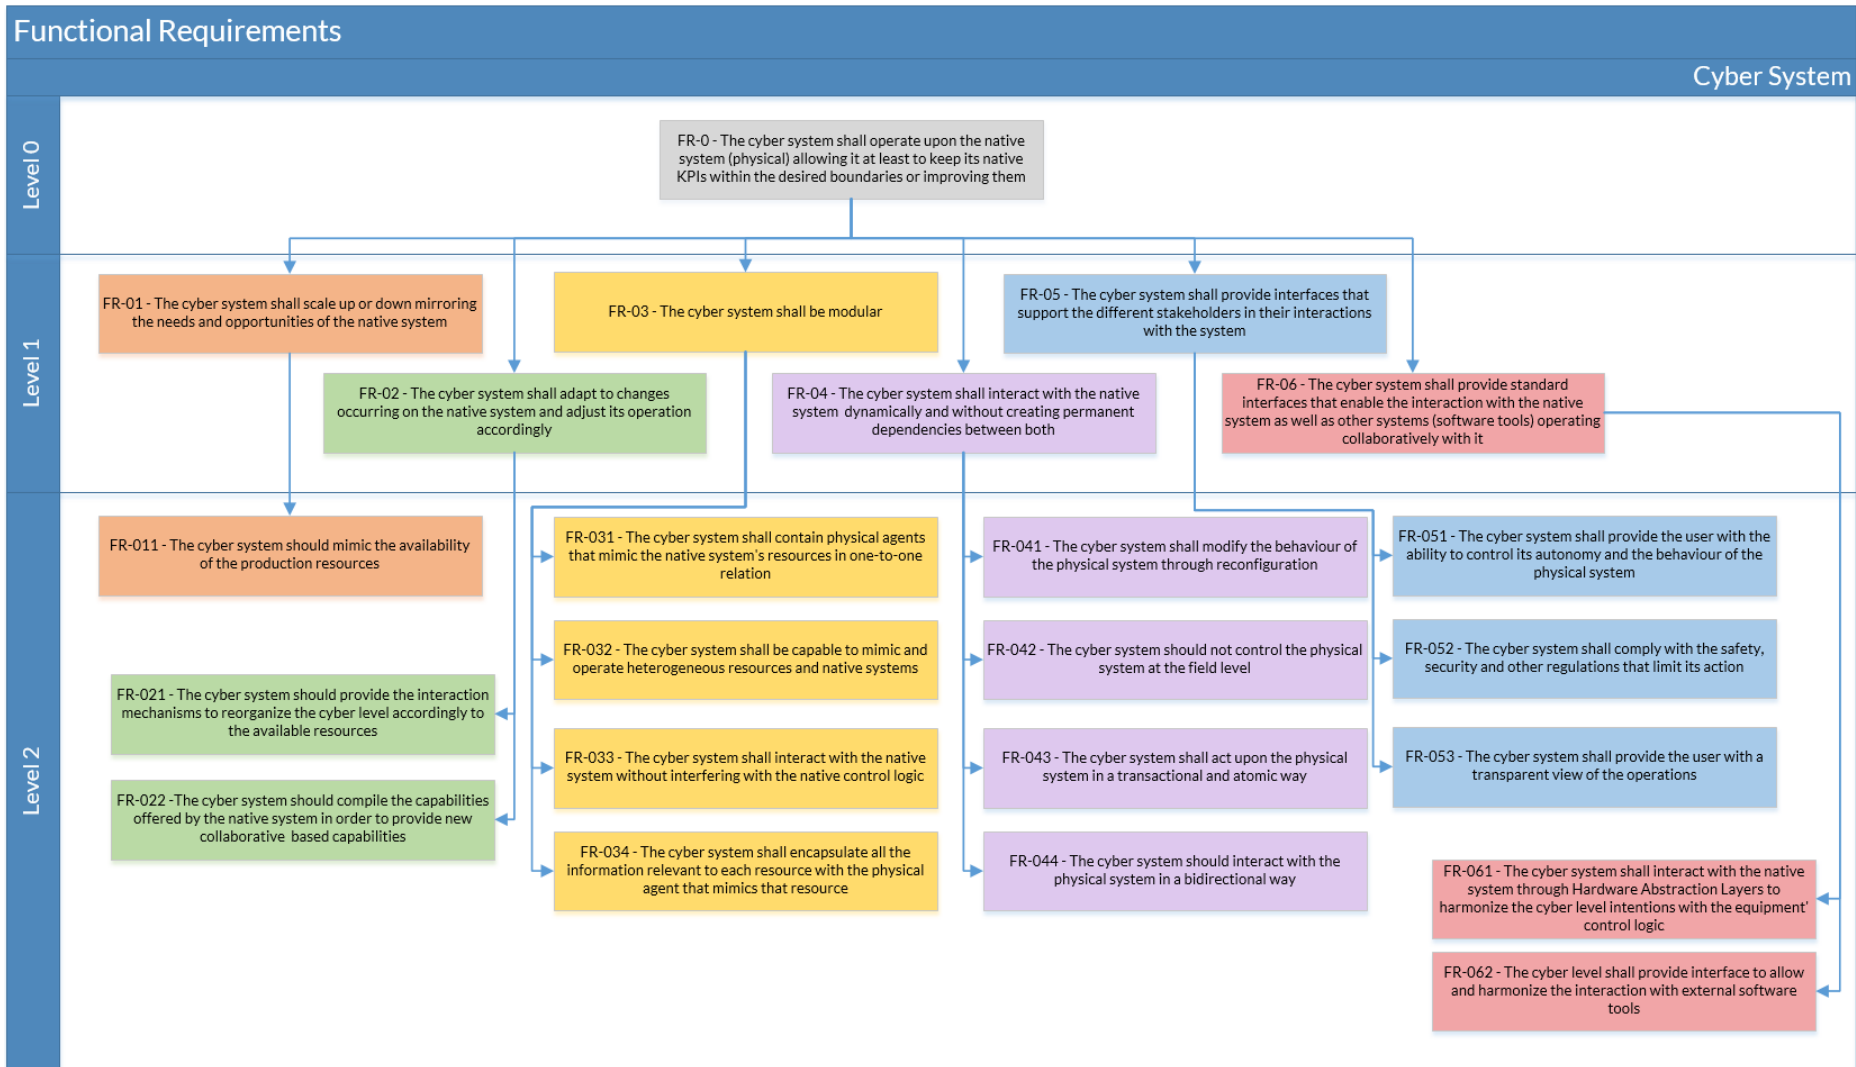 Functional Requirements
Cyber System
Level 0
FR-0 - The cyber system shall operate upon the native
system (physical) allowing it at least to keep its native
KPIs within the desired boundaries or improving them
Level 1
FR-01 - The cyber system shall scale up or down mirroring
the needs and opportunities of the native system
FR-03 - The cyber system shall be modular
FR-05 - The cyber system shall provide interfaces that
support the different stakeholders in their interactions
with the system
FR-02 - The cyber system shall adapt to changes
occurring on the native system and adjust its operation
accordingly
FR-04 - The cyber system shall interact with the native
system dynamically and without creating permanent
dependencies between both
FR-06 - The cyber system shall provide standard
interfaces that enable the interaction with the native
system as well as other systems (software tools) operating
collaboratively with it
Level 2
FR-011 - The cyber system should mimic the availability
of the production resources
FR-021 - The cyber system should provide the interaction
mechanisms to reorganize the cyber level accordingly to
the available resources
FR-022 -The cyber system should compile the capabilities
offered by the native system in order to provide new
collaborative based capabilities
FR-031 - The cyber system shall contain physical agents
that mimic the native system's resources in one-to-one
relation
FR-032 - The cyber system shall be capable to mimic and
operate heterogeneous resources and native systems
FR-033 - The cyber system shall interact with the native
system without interfering with the native control logic
FR-034 - The cyber system shall encapsulate all the
information relevant to each resource with the physical
agent that mimics that resource
FR-041 - The cyber system shall modify the behaviour of
the physical system through reconfiguration
FR-042 - The cyber system should not control the physical
system at the field level
FR-043 - The cyber system shall act upon the physical
system in a transactional and atomic way
FR-044 - The cyber system should interact with the
physical system in a bidirectional way
FR-051 - The cyber system shall provide the user with the
ability to control its autonomy and the behaviour of the
physical system
FR-052 - The cyber system shall comply with the safety,
security and other regulations that limit its action
FR-053 - The cyber system shall provide the user with a
transparent view of the operations
FR-061 - The cyber system shall interact with the native
system through Hardware Abstraction Layers to
harmonize the cyber level intentions with the equipment'
control logic
FR-062 - The cyber level shall provide interface to allow
and harmonize the interaction with external software
tools